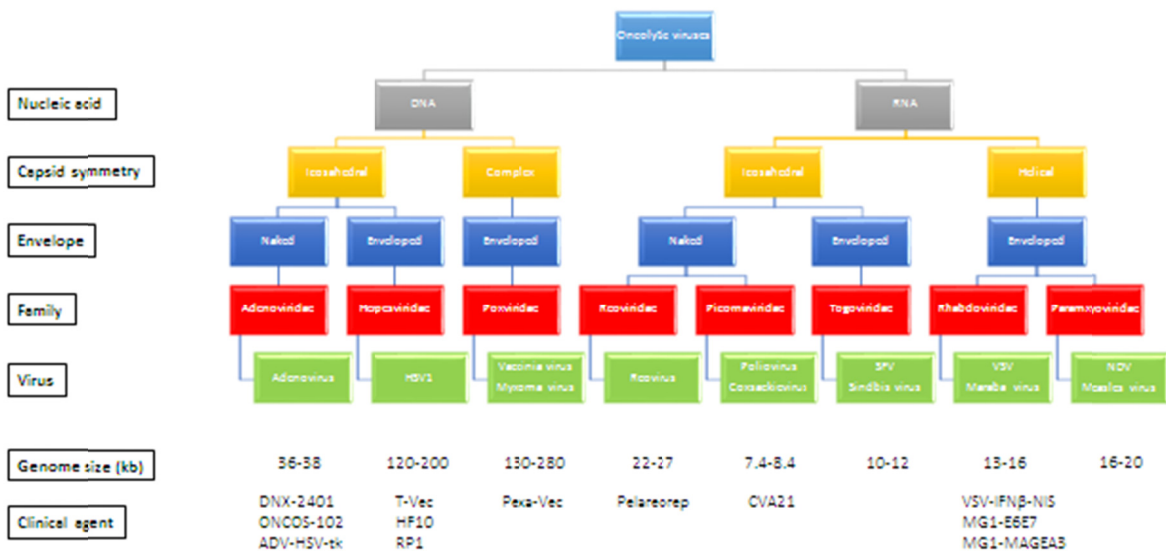 Oncolytic viruses
Nucleic acid
DNA
RNA
Capsid symmetry
Icosahedral
Complex
Icosahedral
Helical
Envelope
Naked
Enveloped
Enveloped
Naked
Enveloped
Enveloped
Family
Adenoviridae
Poxviridae
Reoviridae
Picornaviridae
Togoviridae
Rhabdoviridae
Virus
Adenovirus
HSV1
Vaccinia virus
Myxoma virus
Reovirus
Poliovirus
Coxsackievirus
SFV
Sindbis virus
VSV
Maraba virus
NDV
Measles virus
Genome size (kb)
36-38
120-200
130-280
22-27
7.4-8.4
10-12
13-16
16-20
Clinical agent
DNX-2401
ONCOS-102
ADV-HSV-tk
T-Vec
HF10
RP1
Pexa-Vec
Pelareorep
CVA21
VSV-IFNβ-NIS
MG1-E6E7
MG1-MAGEA3